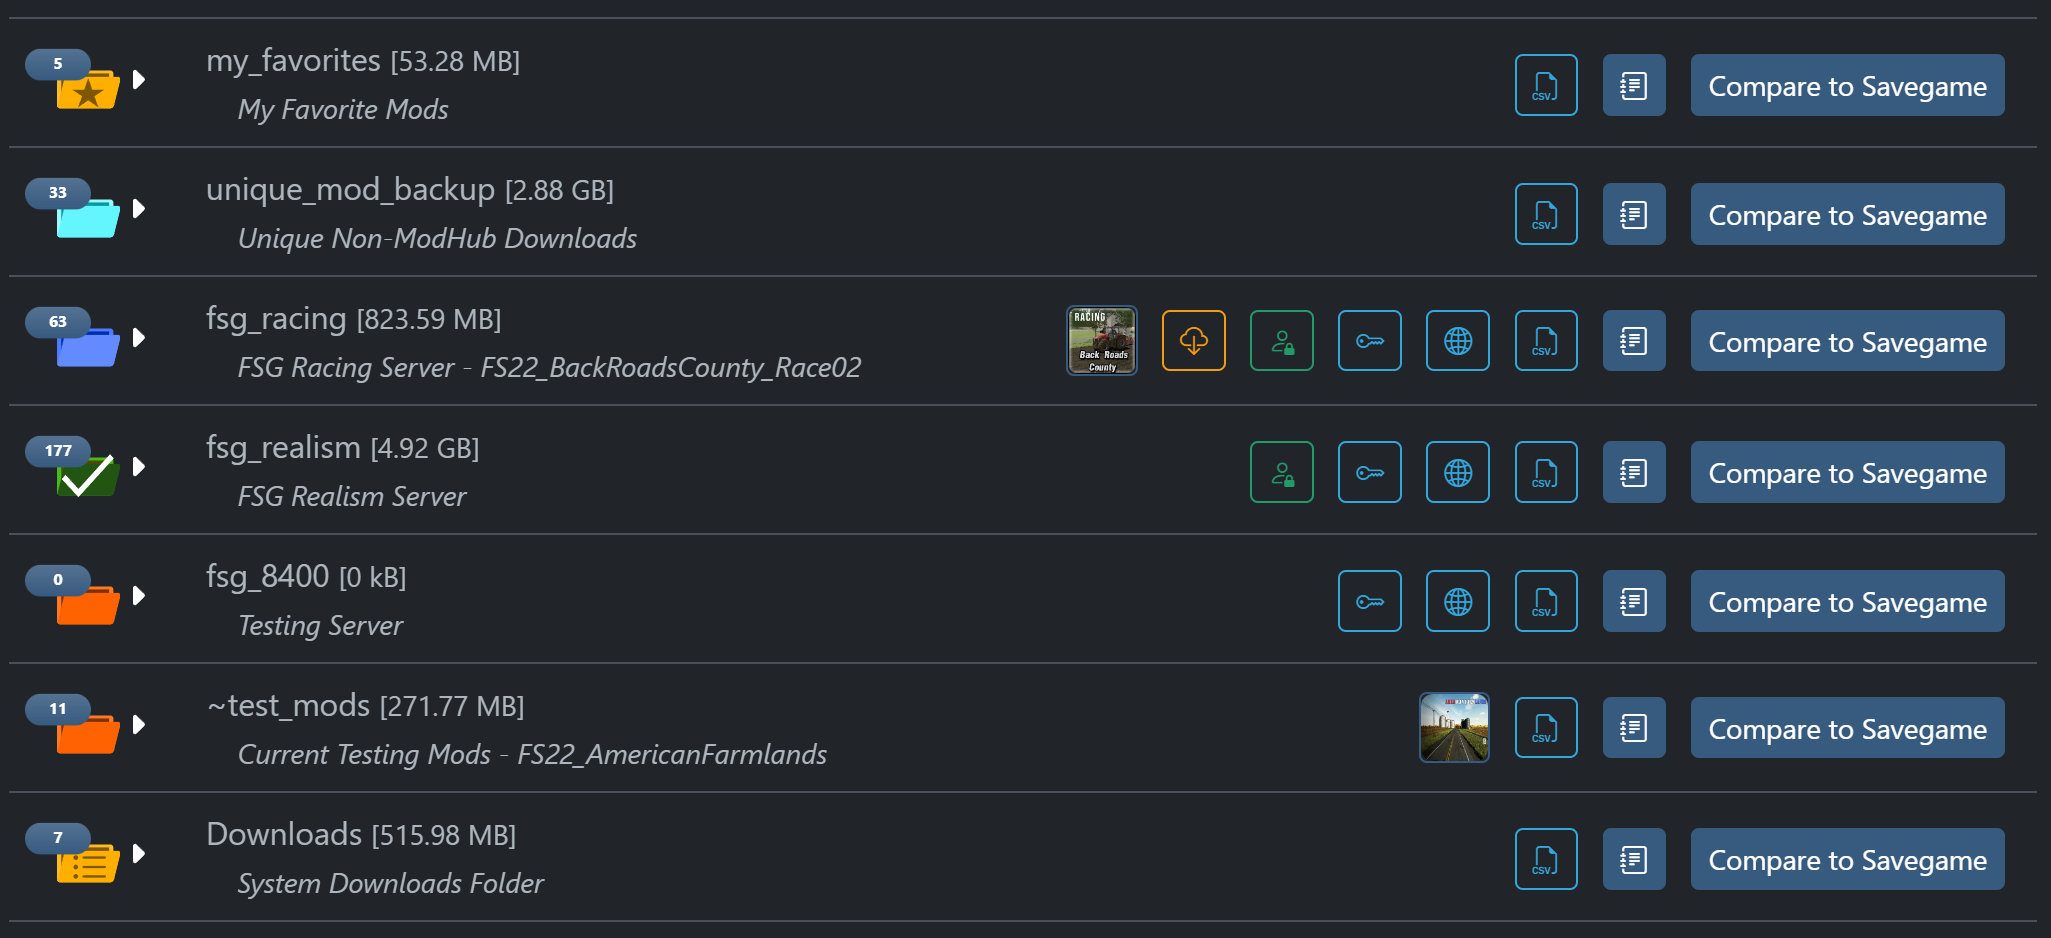 5
my_favorites [53.28 MB]
My Favorite Mods
CSV
Compare to Savegame
33
unique_mod_backup [2.88 GB]
Unique Non-ModHub Downloads
CSV
Compare to Savegame
63
fsg_racing [823.59 MB]
FSG Racing Server - FS22_BackRoadsCounty_Race02
RACING
Back Roads
County
CSV
Compare to Savegame
177
fsg_realism [4.92 GB]
FSG Realism Server
CSV
Compare to Savegame
0
fsg_8400 [0 kB]
Testing Server
CSV
Compare to Savegame
11
~test_mods [271.77 MB]
Current Testing Mods - FS22_AmericanFarmlands
CSV
Compare to Savegame
7
Downloads [515.98 MB]
System Downloads Folder
CSV
Compare to Savegame